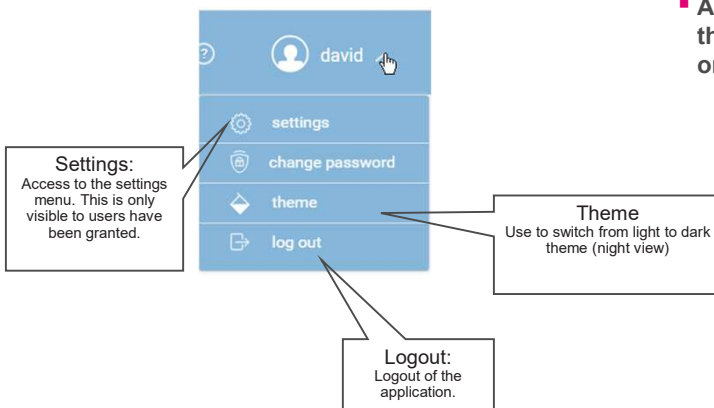 david
settings
change password
theme
log out
Settings:
Access to the settings
menu. This is only
visible to users have
been granted.
Theme
Use to switch from light to dark
theme (night view)
Logout:
Logout of the
application.